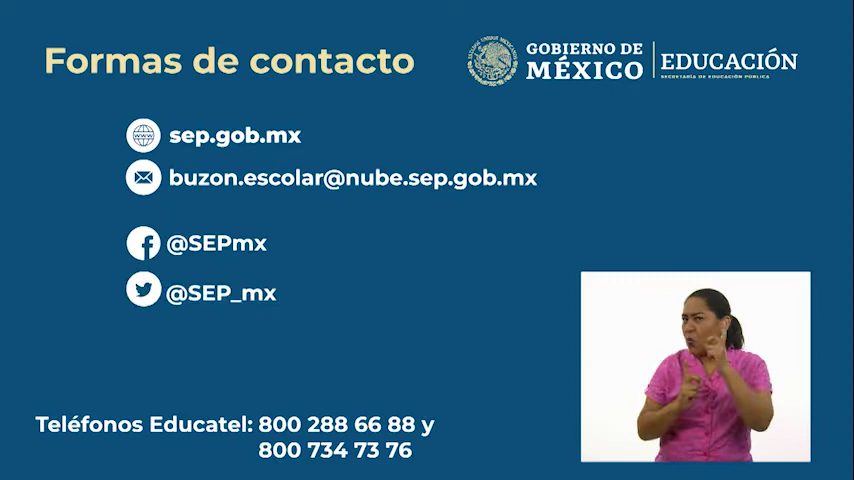 Formas de contacto
GOBIERNO DE
MÉXICO
EDUCACIÓN
SECRETARÍA DE EDUCACIÓN PÚBLICA
www
sep.gob.mx
buzon.escolar@nube.sep.gob.mx
@SEPmx
@SEP_mx
Teléfonos Educatel: 800 288 66 88 y
800 734 73 76